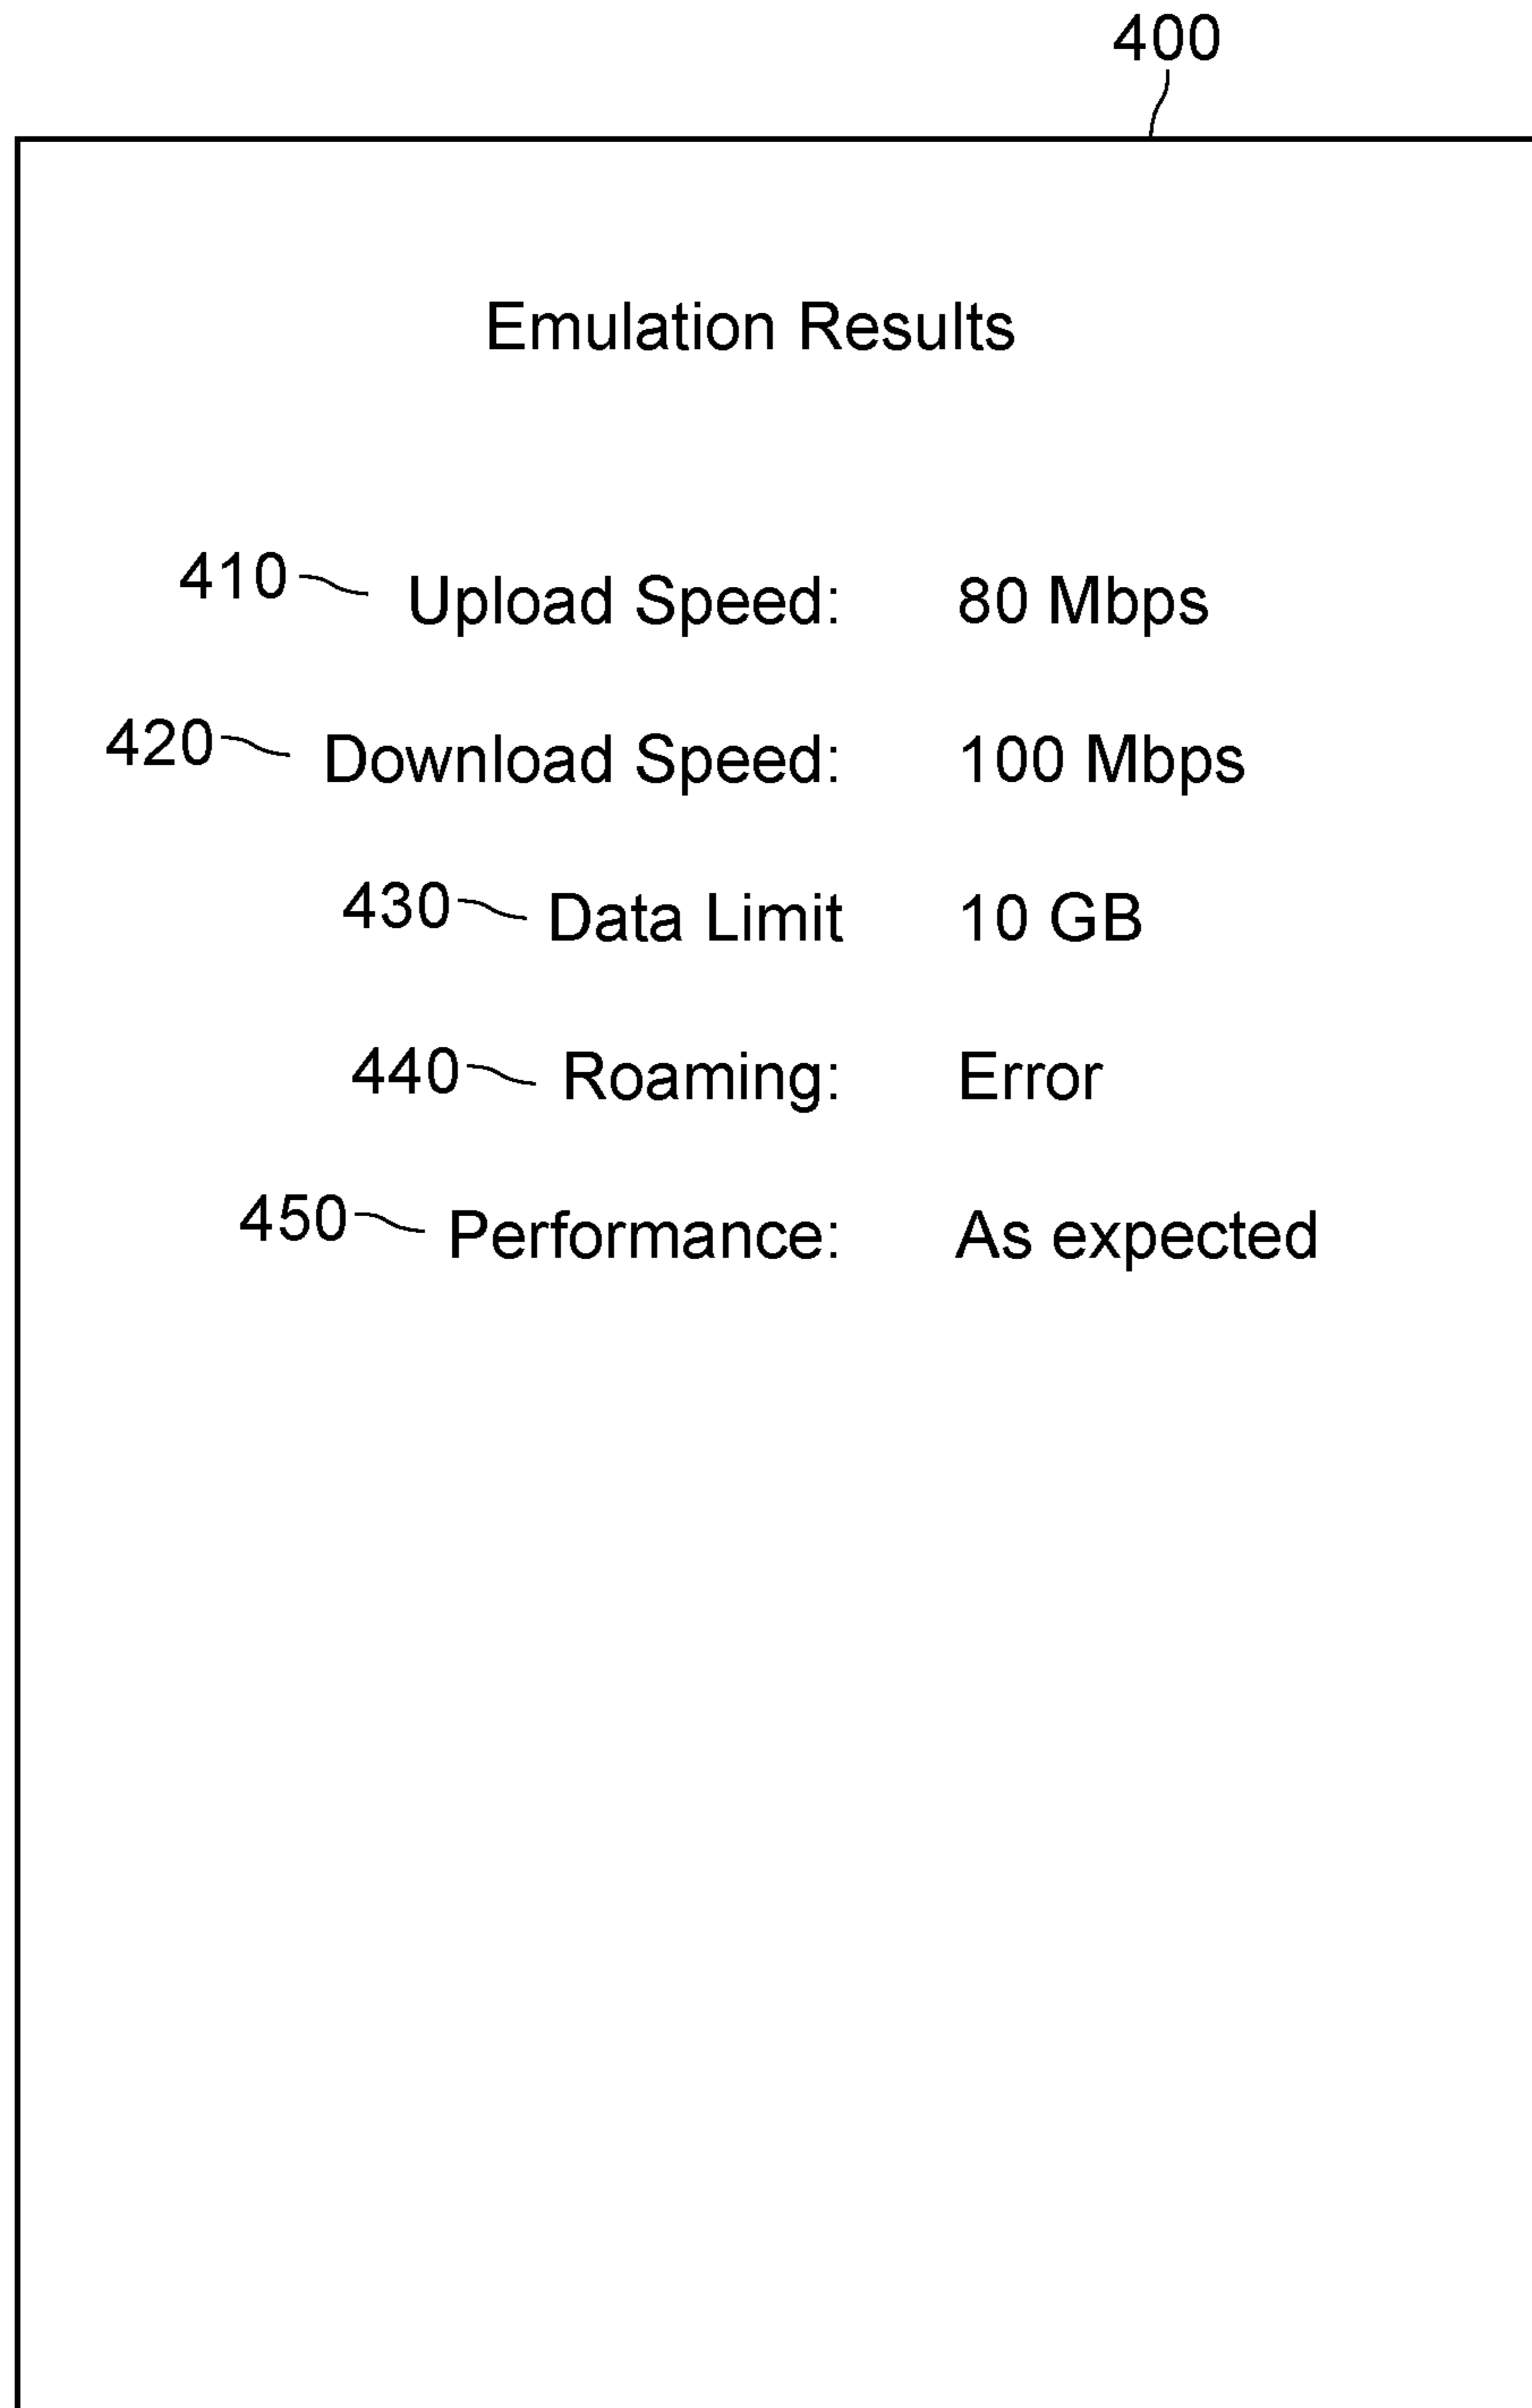 400
Emulation Results
410 Upload Speed: 80 Mbps
420 Download Speed: 100 Mbps
430 Data Limit 10 GB
440 Roaming: Error
450 Performance: As expected